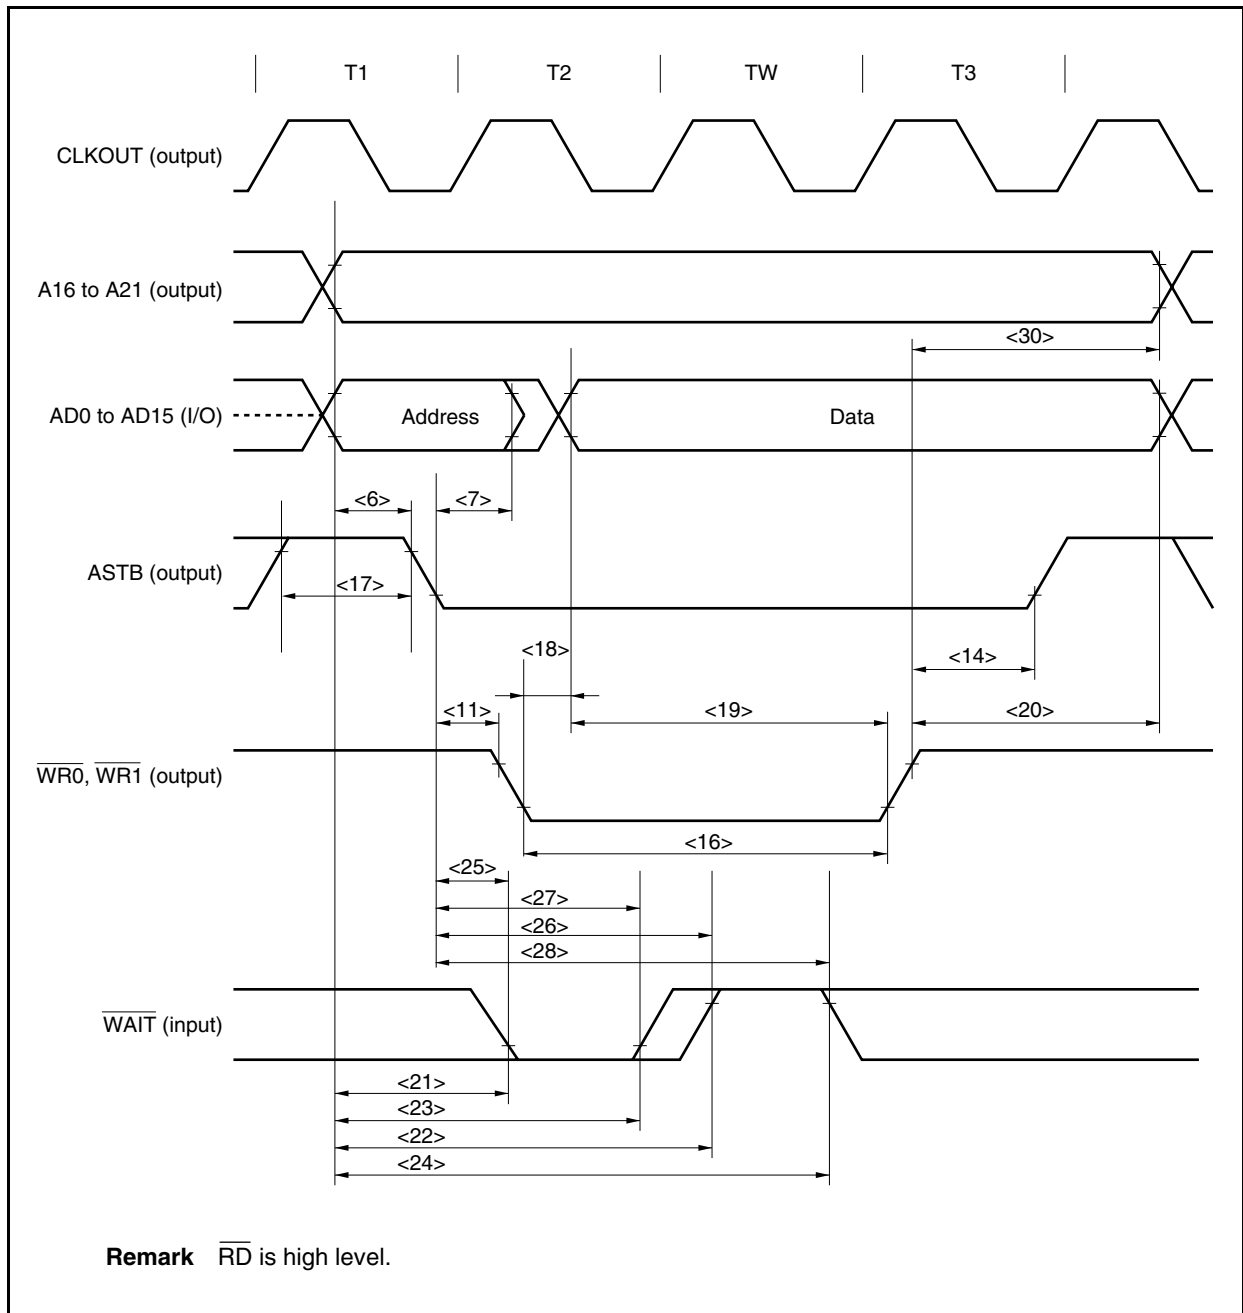 T1 T2 TW T3
CLKOUT (output)
A16 to A21 (output)
<30>
AD0 to AD15 (I/O) Address Data
<6> <7>
ASTB (output)
<17>
<18> <14>
<11> <19> <20>
WR0, WR1 (output)
<16>
<25>
<27>
<26>
<28>
WAIT (input)
<21>
<23>
<22>
<24>
Remark RD is high level.